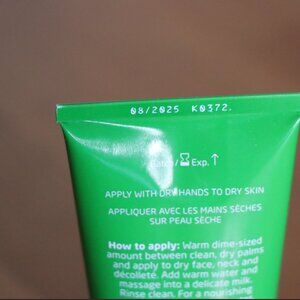 08/2025 K0372
Batch/ Exp. ↑
APPLY WITH DRY HANDS TO DRY SKIN
APPLIQUER AVEC LES MAINS SÈCHES
SUR PEAU SÈCHE
How to apply: Warm dime-sized
amount between clean, dry palms
and apply to dry face, neck and
décolleté. Add warm water and
massage into a delicate milk.
Rinse clean. For a nourishing